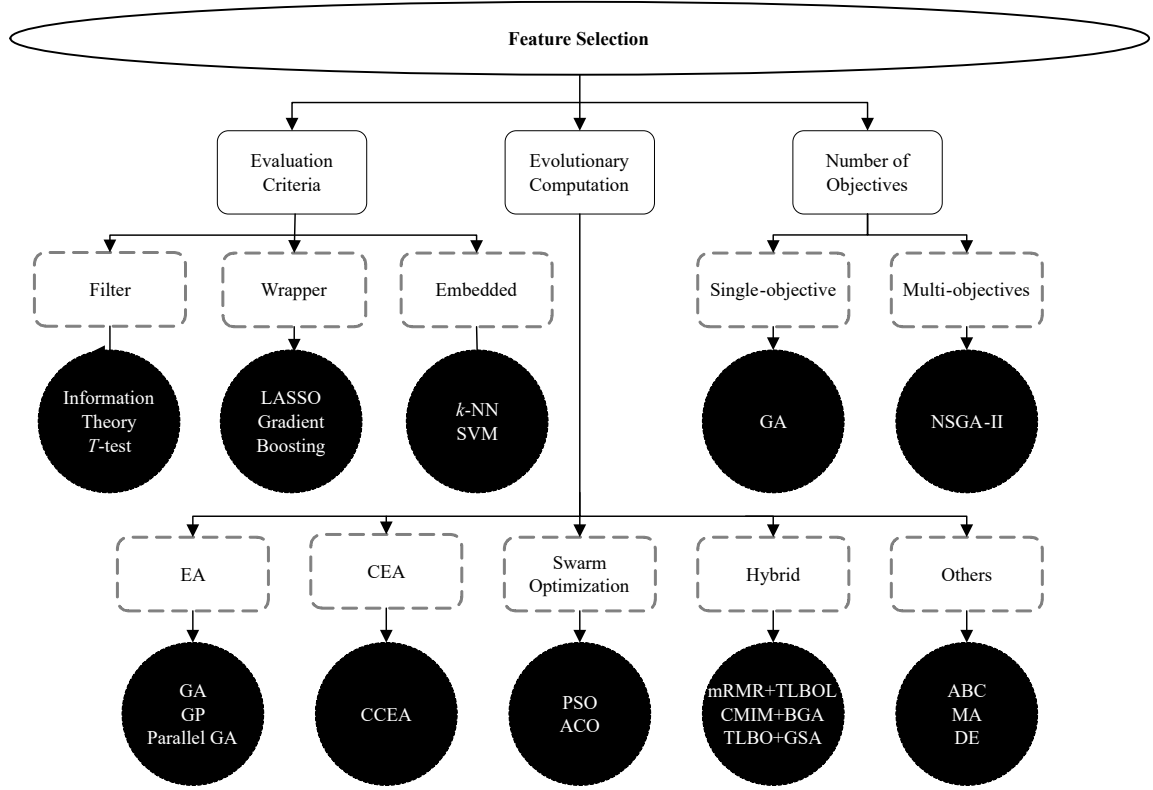 Feature Selection
Evaluation
Criteria
Evolutionary
Computation
Number of
Objectives
Filter
Wrapper
Embedded
Single-objective
Multi-objectives
Information
Theory
T-test
LASSO
Gradient
Boosting
k-NN
SVM
GA
NSGA-II
EA
CEA
Swarm
Optimization
Hybrid
Others
GA
GP
Parallel GA
CCEA
PSO
ACO
mRMR+TLBOL
CMIM+BGA
TLBO+GSA
ABC
MA
DE